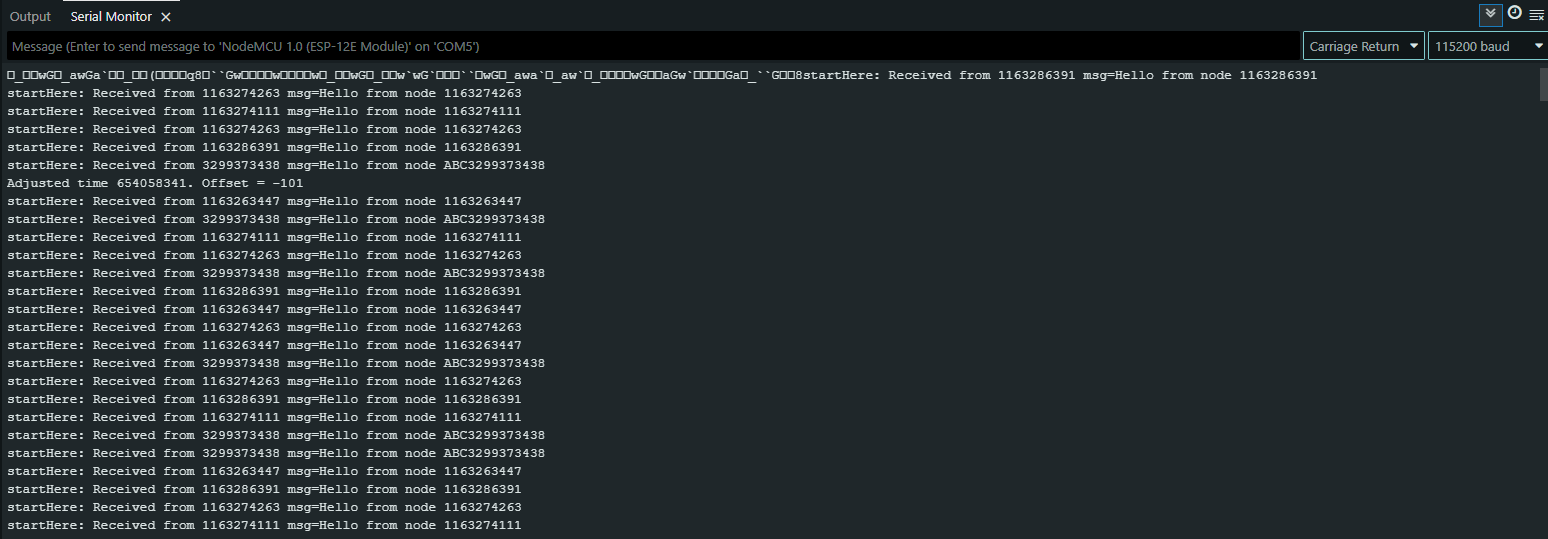 Output Serial Monitor
Message (Enter to send message to 'NodeMCU 1.0 (ESP-12E Module)' on 'COM5') Carriage Return 115200 baud
startHere: Received from 1163286391 msg=Hello from node 1163286391
startHere: Received from 1163274263 msg=Hello from node 1163274263
startHere: Received from 1163274111 msg=Hello from node 1163274111
startHere: Received from 1163274263 msg=Hello from node 1163274263
startHere: Received from 1163286391 msg=Hello from node 1163286391
startHere: Received from 3299373438 msg=Hello from node ABC3299373438
Adjusted time 654058341. Offset = -101
startHere: Received from 1163263447 msg=Hello from node 1163263447
startHere: Received from 3299373438 msg=Hello from node ABC3299373438
startHere: Received from 1163274111 msg=Hello from node 1163274111
startHere: Received from 1163274263 msg=Hello from node 1163274263
startHere: Received from 3299373438 msg=Hello from node ABC3299373438
startHere: Received from 1163286391 msg=Hello from node 1163286391
startHere: Received from 1163263447 msg=Hello from node 1163263447
startHere: Received from 1163274263 msg=Hello from node 1163274263
startHere: Received from 1163263447 msg=Hello from node 1163263447
startHere: Received from 3299373438 msg=Hello from node ABC3299373438
startHere: Received from 1163274263 msg=Hello from node 1163274263
startHere: Received from 1163286391 msg=Hello from node 1163286391
startHere: Received from 1163274111 msg=Hello from node 1163274111
startHere: Received from 3299373438 msg=Hello from node ABC3299373438
startHere: Received from 3299373438 msg=Hello from node ABC3299373438
startHere: Received from 1163263447 msg=Hello from node 1163263447
startHere: Received from 1163286391 msg=Hello from node 1163286391
startHere: Received from 1163274263 msg=Hello from node 1163274263
startHere: Received from 1163274111 msg=Hello from node 1163274111